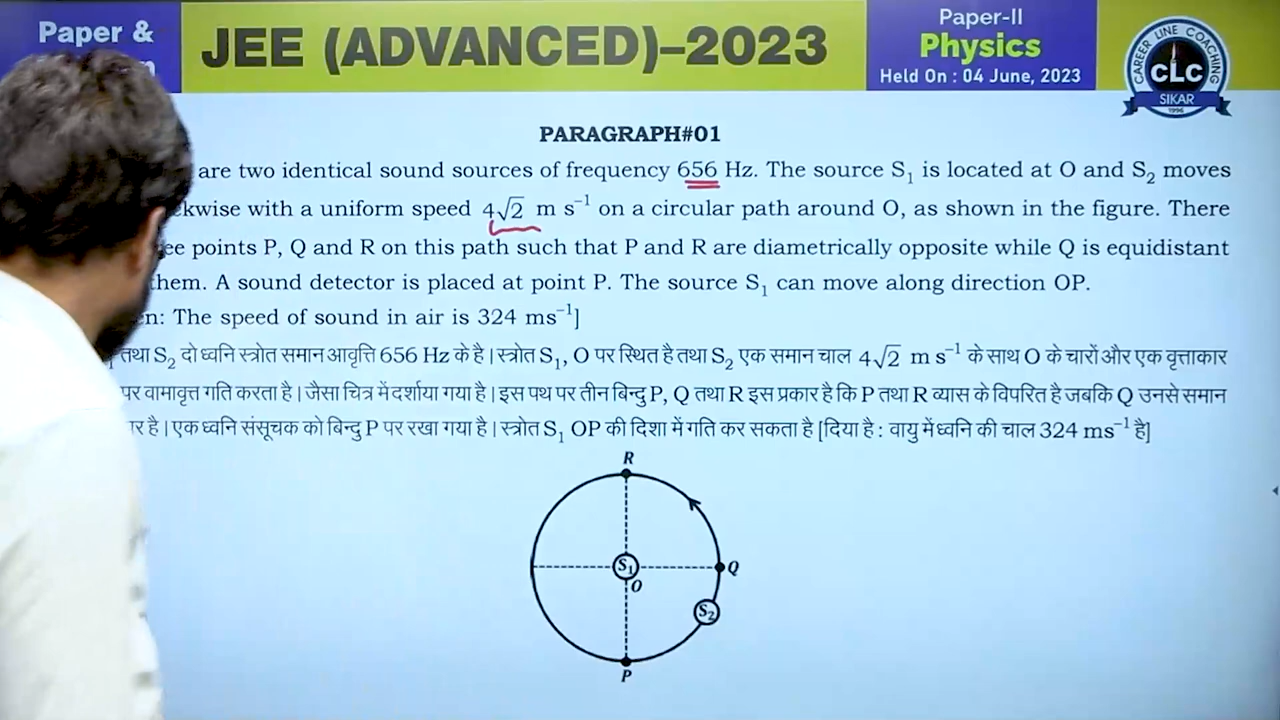 Paper &
JEE (ADVANCED)–2023
Paper-II
Physics
Held On : 04 June, 2023
CAREER LINE COACHING
CLC
SIKAR
1996
PARAGRAPH#01
are two identical sound sources of frequency 656 Hz. The source S₁ is located at O and S₂ moves
with a uniform speed 4√2 m s⁻¹ on a circular path around O, as shown in the figure. There
points P, Q and R on this path such that P and R are diametrically opposite while Q is equidistant
them. A sound detector is placed at point P. The source S₁ can move along direction OP.
The speed of sound in air is 324 ms⁻¹]
तथा S₂ दो ध्वनि स्त्रोत समान आवृत्ति 656 Hz के है। स्त्रोत S₁, O पर स्थित है तथा S₂ एक समान चाल 4√2 m s⁻¹ के साथ O के चारों और एक वृत्ताकार
पर वामावृत्त गति करता है। जैसा चित्र में दर्शाया गया है। इस पथ पर तीन बिन्दु P, Q तथा R इस प्रकार है कि P तथा R व्यास के विपरित है जबकि Q उनसे समान
है। एक ध्वनि संसूचक को बिन्दु P पर रखा गया है। स्त्रोत S₁ OP की दिशा में गति कर सकता है [दिया है : वायु में ध्वनि की चाल 324 ms⁻¹ है]
R
S₁
O
Q
S₂
P